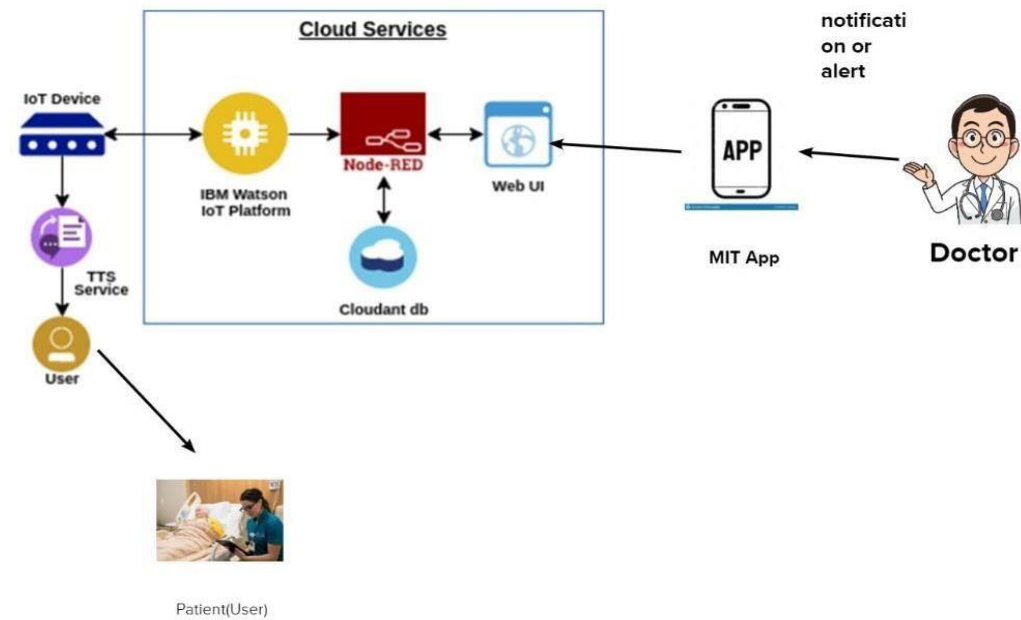 Cloud Services
notificati
on or
alert
IoT Device
APP
Node-RED
IBM Watson
IoT Platform
Web UI
TTS
Service
MIT App
Doctor
Cloudant db
User
Patient(User)